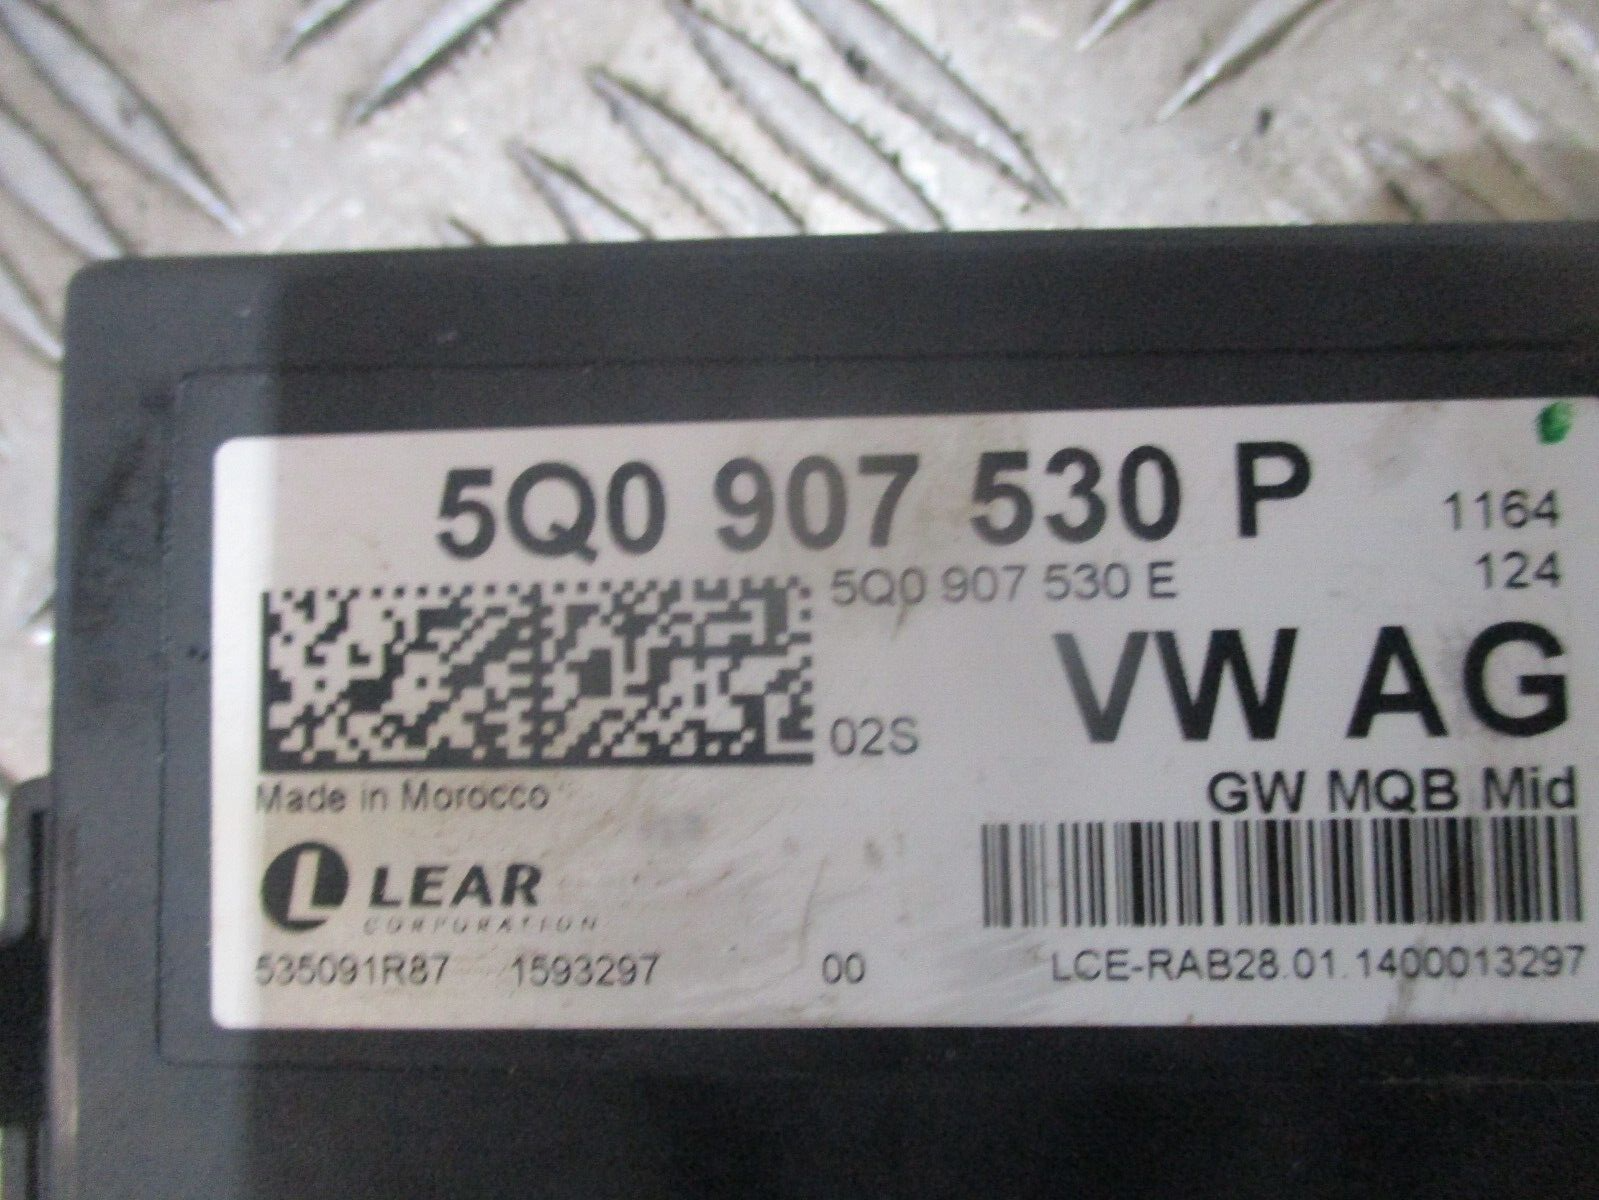 5Q0 907 530 P 1164
5Q0 907 530 E 124
VW AG
02S
GW MQB Mid
Made in Morocco
L LEAR
CORPORATION
535091R87 1593297 00 LCE-RAB28.01.1400013297